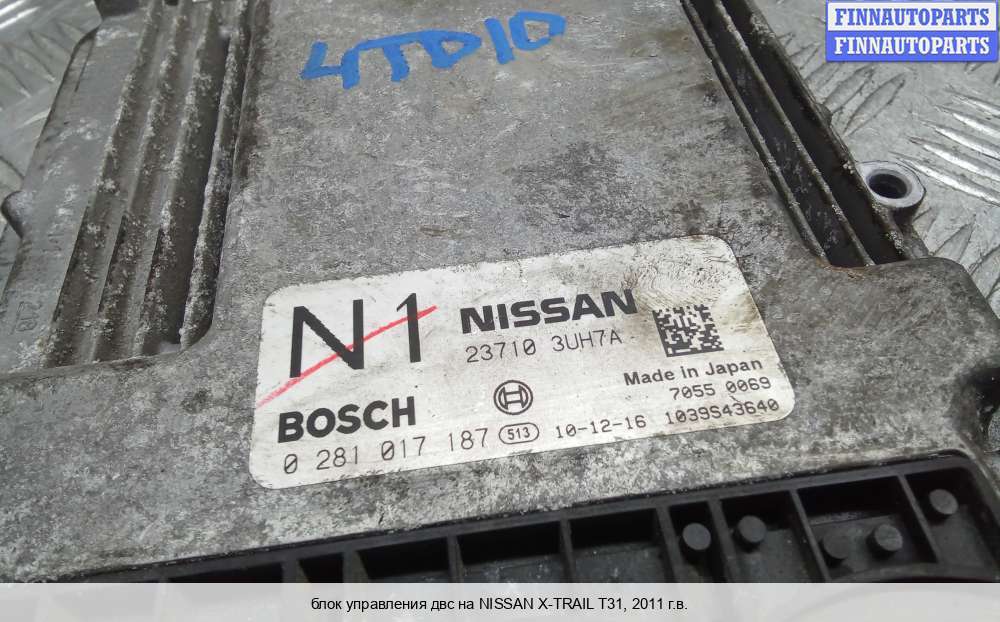 FINNAUTOPARTS
FINNAUTOPARTS
4TD10
N1
NISSAN
23710 3UH7A
Made in Japan
7055 0069
BOSCH
0 281 017 187 513 10-12-16 1039S43640
блок управления двс на NISSAN X-TRAIL T31, 2011 г.в.